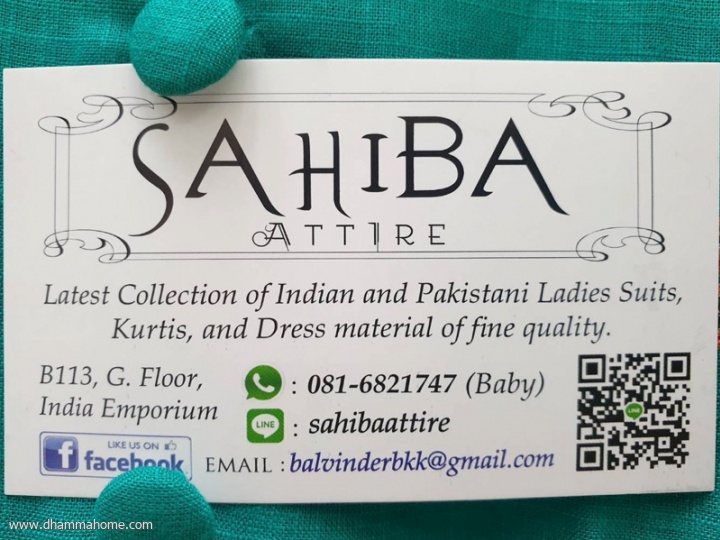 SAHIBA
ATTIRE
Latest Collection of Indian and Pakistani Ladies Suits,
Kurtis, and Dress material of fine quality.
B113, G. Floor,
India Emporium
: 081-6821747 (Baby)
LINE : sahibaattire
LIKE US ON
facebook
EMAIL : balvinderbkk@gmail.com
LINE
www.dhammahome.com